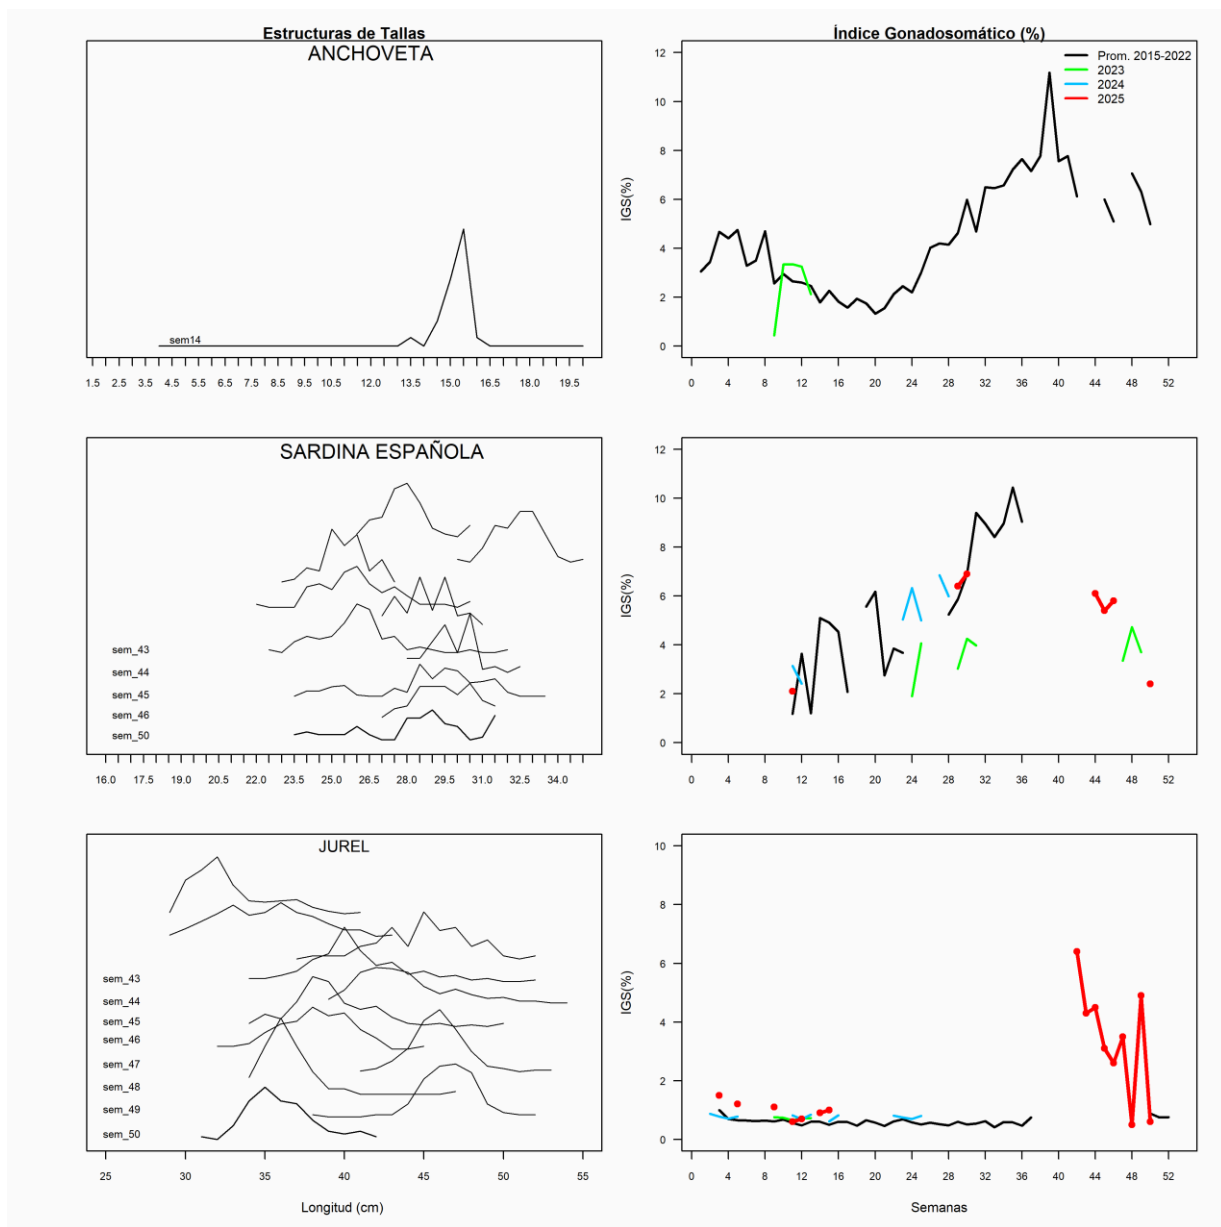 Estructuras de Tallas
ANCHOVETA
sem14
1.5 2.5 3.5 4.5 5.5 6.5 7.5 8.5 9.5 10.5 12.0 13.5 15.0 16.5 18.0 19.5
Índice Gonadosomático (%)
Prom. 2015-2022
2023
2024
2025
IGS(%)
12
10
8
6
4
2
0
0 4 8 12 16 20 24 28 32 36 40 44 48 52
SARDINA ESPAÑOLA
sem_43
sem_44
sem_45
sem_46
sem_50
16.0 17.5 19.0 20.5 22.0 23.5 25.0 26.5 28.0 29.5 31.0 32.5 34.0
IGS(%)
12
10
8
6
4
2
0
0 4 8 12 16 20 24 28 32 36 40 44 48 52
JUREL
sem_43
sem_44
sem_45
sem_46
sem_47
sem_48
sem_49
sem_50
25 30 35 40 45 50 55
Longitud (cm)
IGS(%)
10
8
6
4
2
0
0 4 8 12 16 20 24 28 32 36 40 44 48 52
Semanas